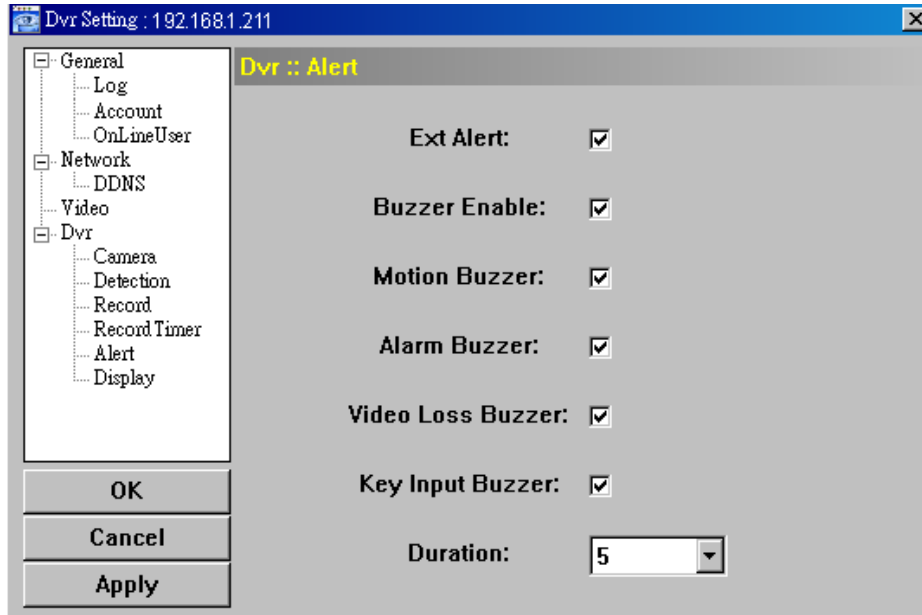 Dvr Setting : 192.168.1.211
General
Log
Account
OnLineUser
Network
DDNS
Video
Dvr
Camera
Detection
Record
Record Timer
Alert
Display
OK
Cancel
Apply
Dvr :: Alert
Ext Alert:
Buzzer Enable:
Motion Buzzer:
Alarm Buzzer:
Video Loss Buzzer:
Key Input Buzzer:
Duration: 5